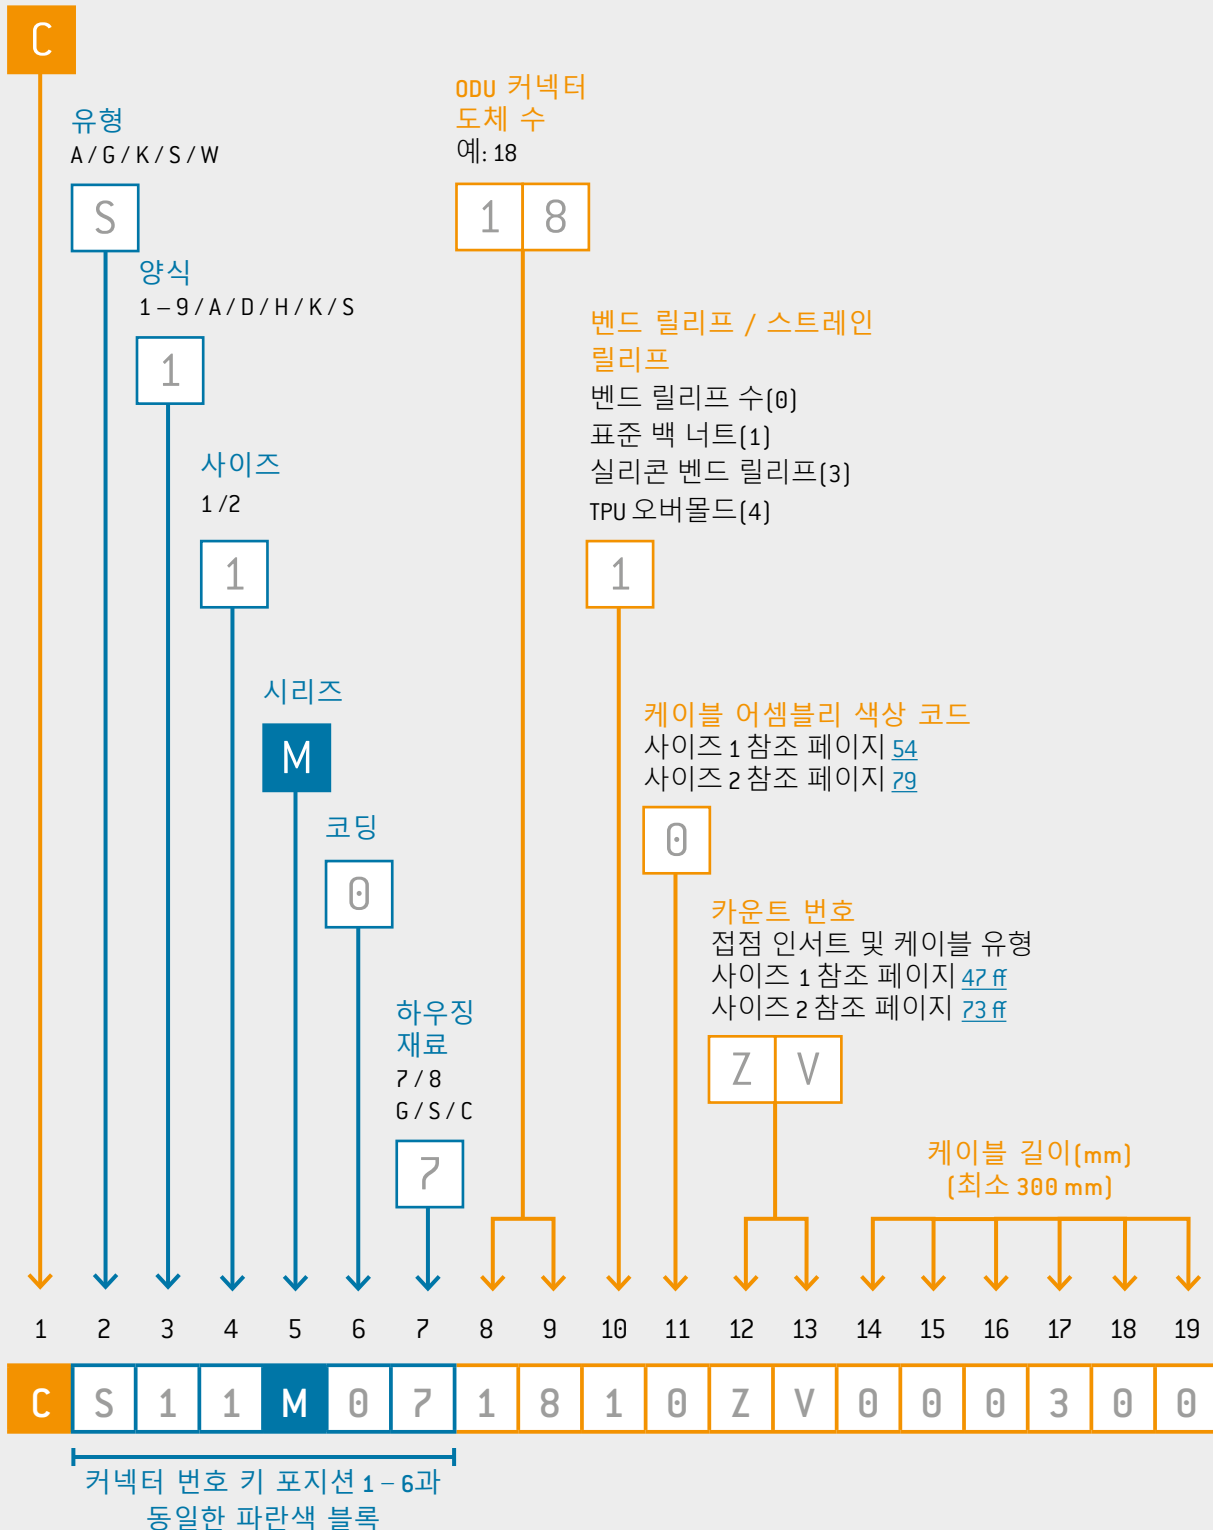 C
유형
A / G / K / S / W
S
양식
1 – 9 / A / D / H / K / S
1
사이즈
1 /2
1
시리즈
M
코딩
0
하우징
재료
7 / 8
G / S / C
7
ODU 커넥터
도체 수
예: 18
1 8
벤드 릴리프 / 스트레인
릴리프
벤드 릴리프 수(0)
표준 백 너트(1)
실리콘 벤드 릴리프(3)
TPU 오버몰드(4)
1
케이블 어셈블리 색상 코드
사이즈 1 참조 페이지 54
사이즈 2 참조 페이지 79
0
카운트 번호
접점 인서트 및 케이블 유형
사이즈 1 참조 페이지 47 ff
사이즈 2 참조 페이지 73 ff
Z V
케이블 길이(mm)
(최소 300 mm)
1 2 3 4 5 6 7 8 9 10 11 12 13 14 15 16 17 18 19
C S 1 1 M 0 7 1 8 1 0 Z V 0 0 0 3 0 0
커넥터 번호 키 포지션 1 – 6과
동일한 파란색 블록